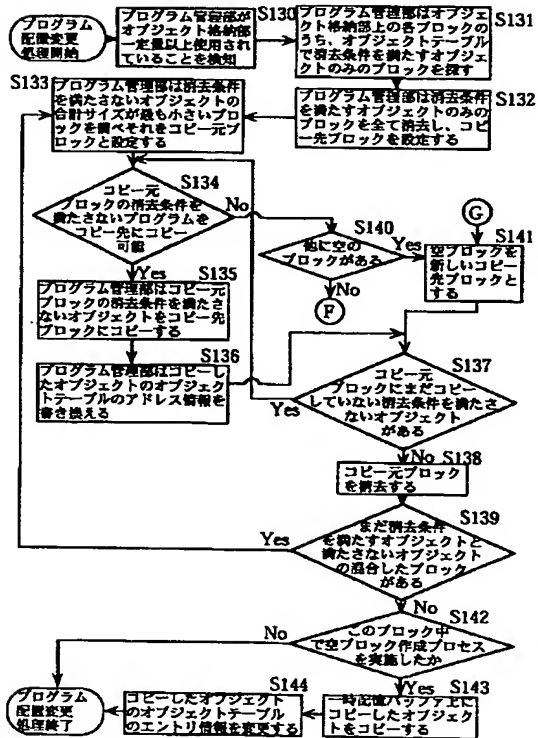 プログラム
配置変更
処理開始
S130
プログラム管理部が
オブジェクト格納部
一定量以上使用され
ていることを検知
S131
プログラム管理部はオブジェ
クト格納部上の各ブロックの
うち、オブジェクトテーブル
で消去条件を満たすオブジェ
クトのみのブロックを探す
S132
プログラム管理部は消去条件
を満たすオブジェクトのみの
ブロックを全て消去し、コピ
ー先ブロックを設定する
S133
プログラム管理部は消去条件
を満たさないオブジェクトの
合計サイズが最も小さいブロ
ックを調べそれをコピー元ブ
ロックと設定する
S134
コピー元
ブロックの消去条件を
満たさないプログラムを
コピー先にコピー
可能
No
Yes
S140
他に空の
ブロックがある
Yes
No
F
G
S141
空ブロックを
新しいコピー
先ブロックと
する
S135
プログラム管理部はコピー元
ブロックの消去条件を満たさ
ないオブジェクトをコピー先
ブロックにコピーする
S136
プログラム管理部はコピーし
たオブジェクトのオブジェク
トテーブルのアドレス情報を
書き換える
S137
コピー元
ブロックにまだコピー
していない消去条件を満たさ
ないオブジェクト
がある
Yes
No
S138
コピー元ブロック
を消去する
S139
まだ消去条件
を満たすオブジェクトと
満たさないオブジェクト
の混合したブロック
がある
Yes
No
S142
このブロック中
で空ブロック作成プロセス
を実施したか
No
Yes
S143
一時記憶バッファ上に
コピーしたオブジェク
トをコピーする
S144
コピーしたオブジェクト
のオブジェクトテーブル
のエントリ情報を変更する
プログラム
配置変更
処理終了